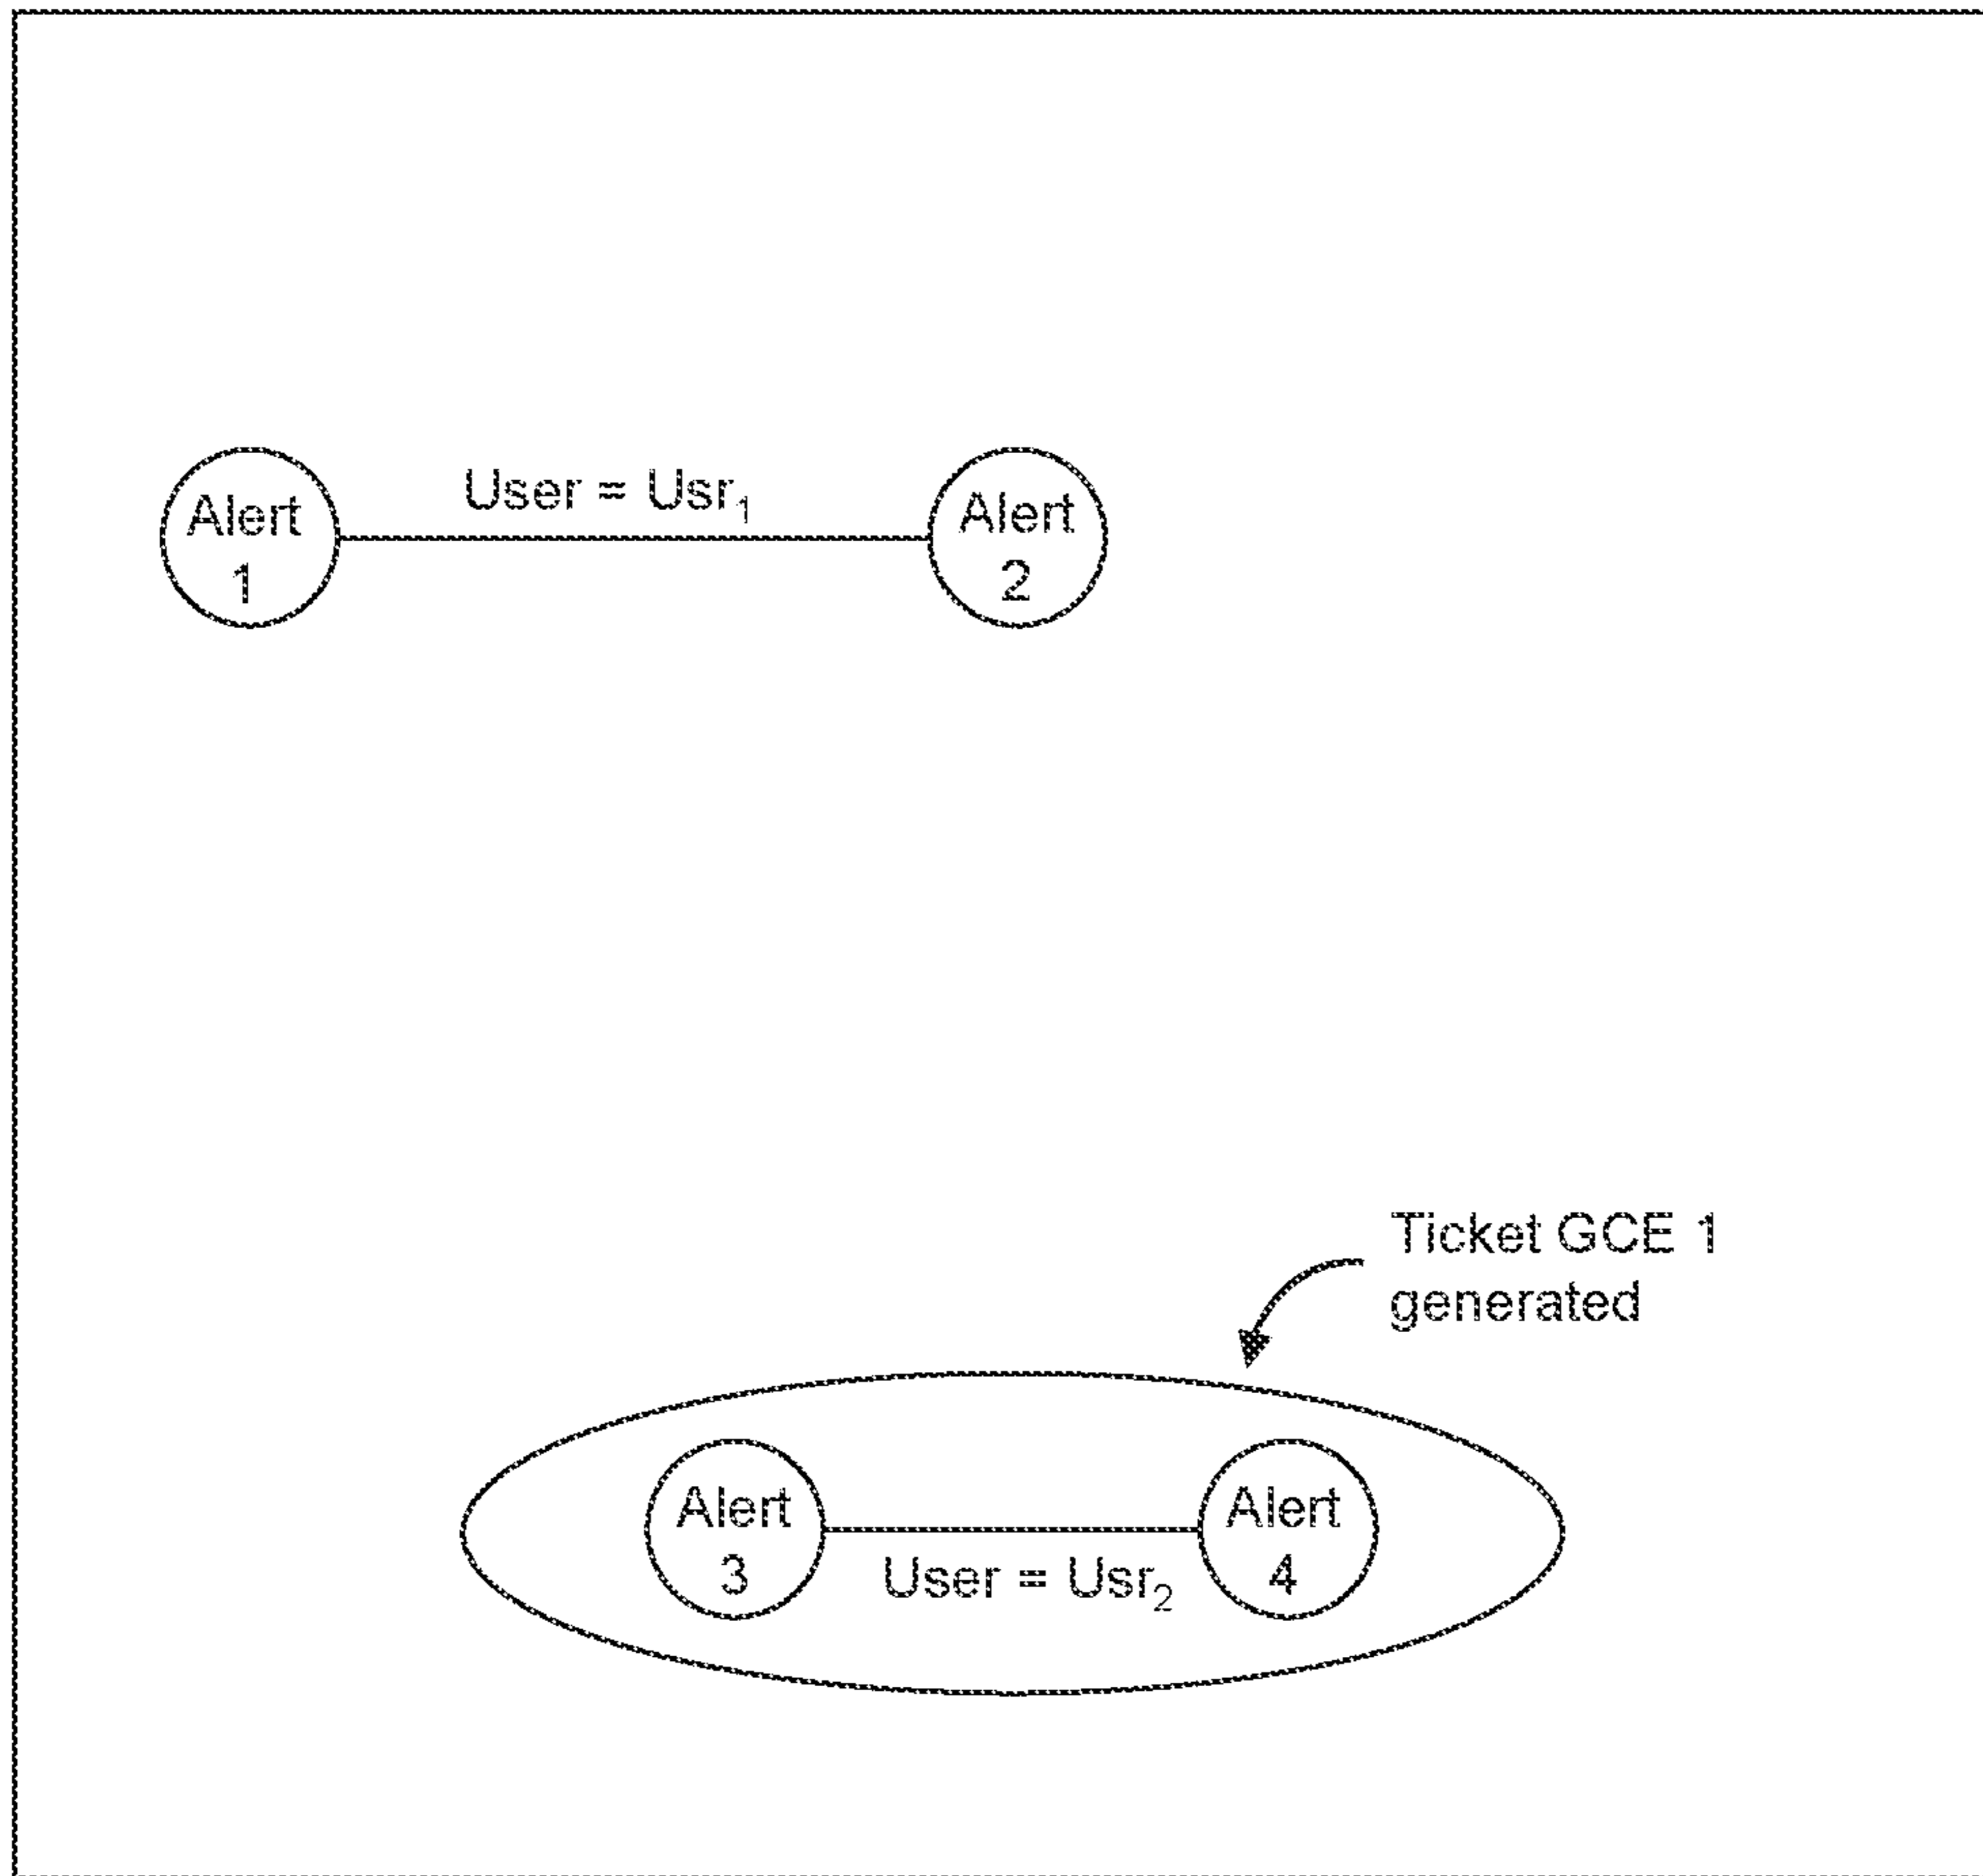 Alert
1
User = Usr₁
Alert
2
Ticket GCE 1
generated
Alert
3
User = Usr₂
Alert
4